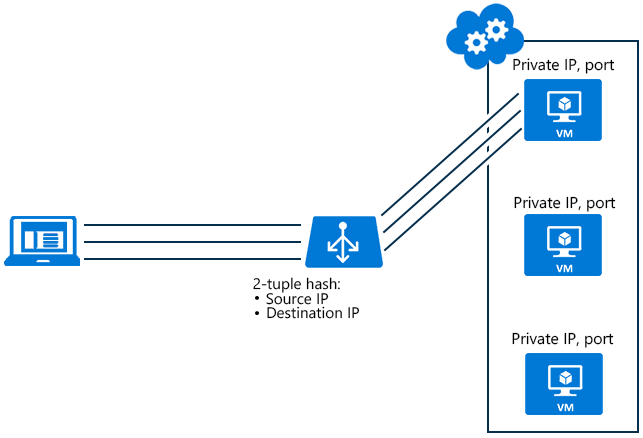 Private IP, port
VM
Private IP, port
VM
2-tuple hash:
• Source IP
• Destination IP
Private IP, port
VM